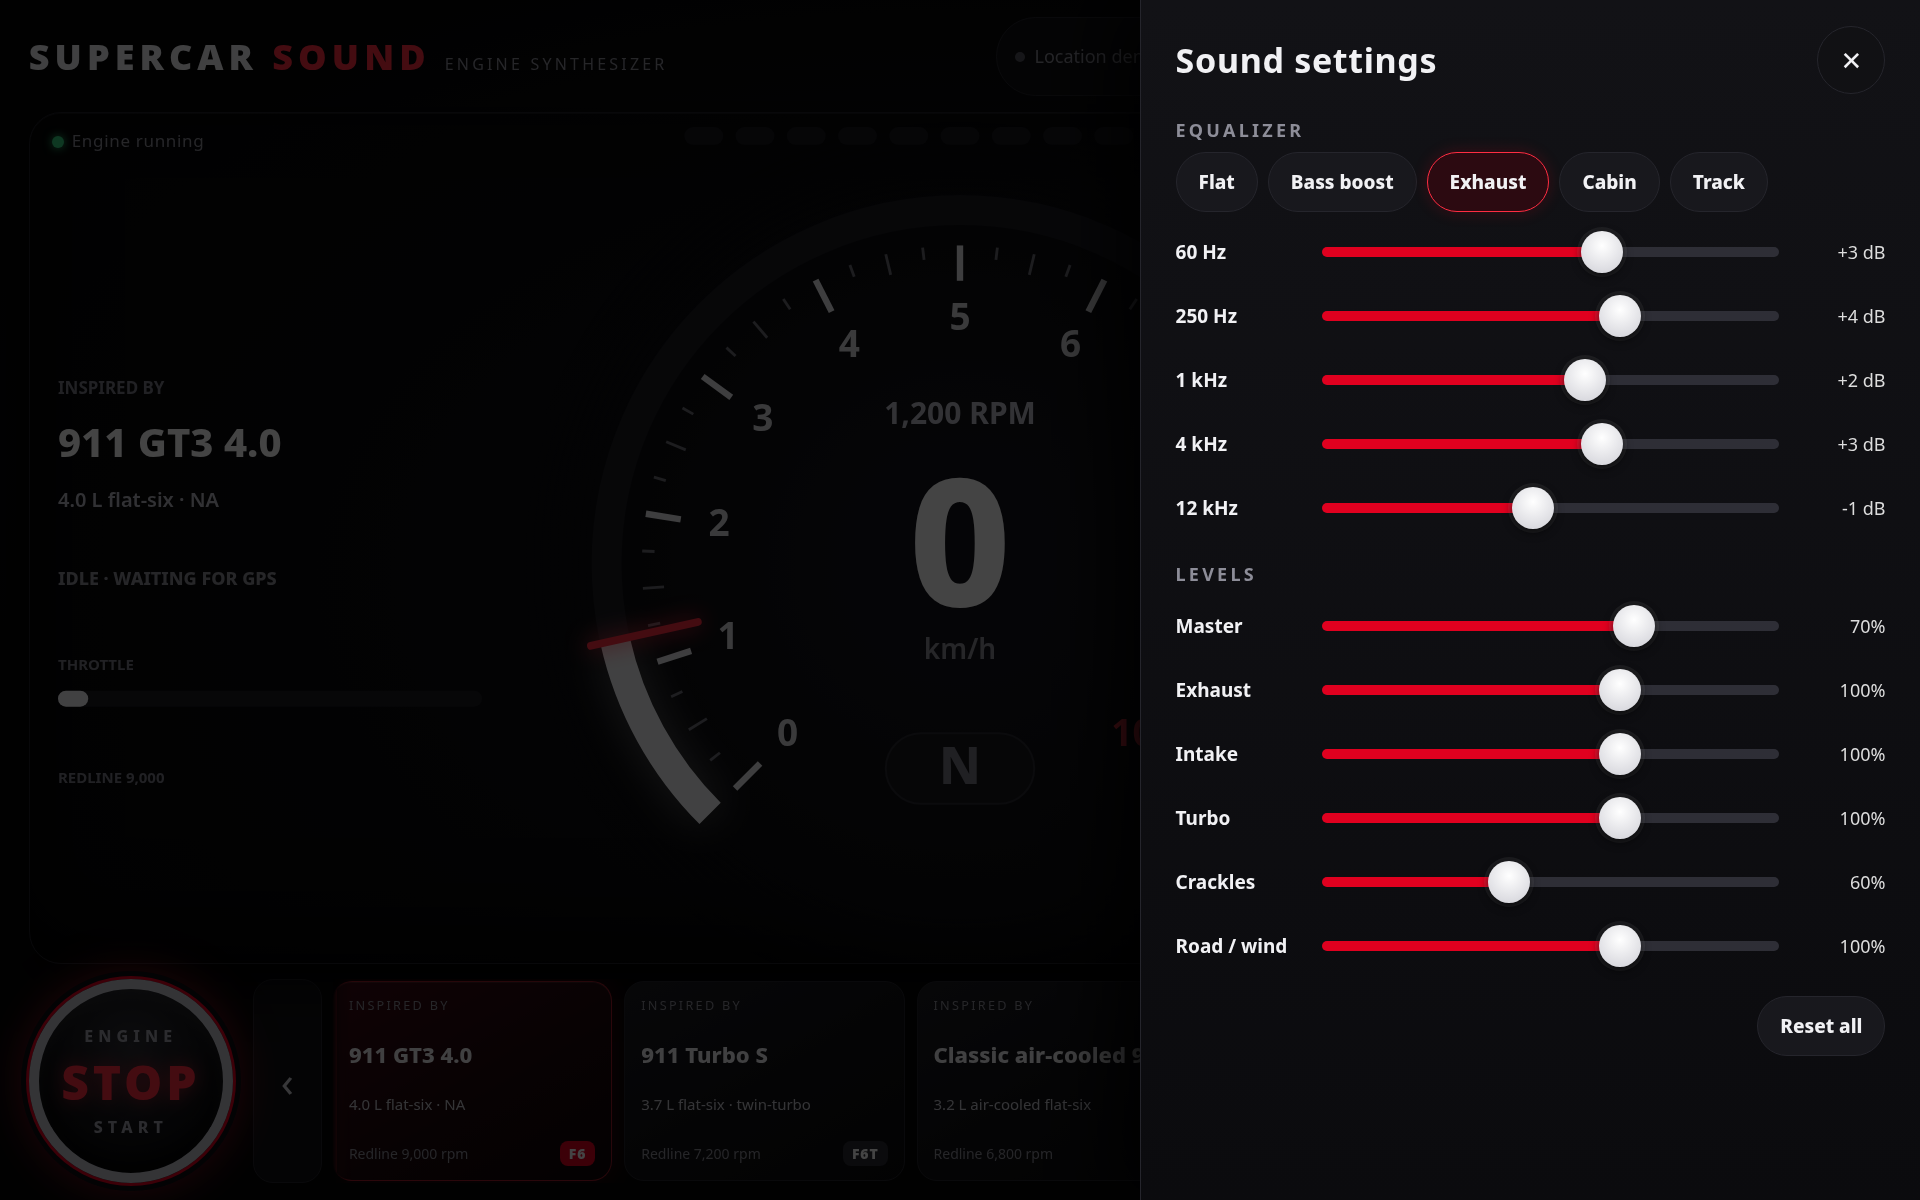 SUPERCAR SOUND ENGINE SYNTHESIZER
Location
Engine running
INSPIRED BY
911 GT3 4.0
4.0 L flat-six · NA
IDLE · WAITING FOR GPS
THROTTLE
REDLINE 9,000
0
1
2
3
4
5
6
10
1,200 RPM
0
km/h
N
ENGINE
STOP
START
‹
INSPIRED BY
911 GT3 4.0
4.0 L flat-six · NA
Redline 9,000 rpm F6
INSPIRED BY
911 Turbo S
3.7 L flat-six · twin-turbo
Redline 7,200 rpm F6T
INSPIRED BY
Classic air-cooled
3.2 L air-cooled flat-six
Redline 6,800 rpm
Sound settings
✕
EQUALIZER
Flat Bass boost Exhaust Cabin Track
60 Hz +3 dB
250 Hz +4 dB
1 kHz +2 dB
4 kHz +3 dB
12 kHz -1 dB
LEVELS
Master 70%
Exhaust 100%
Intake 100%
Turbo 100%
Crackles 60%
Road / wind 100%
Reset all